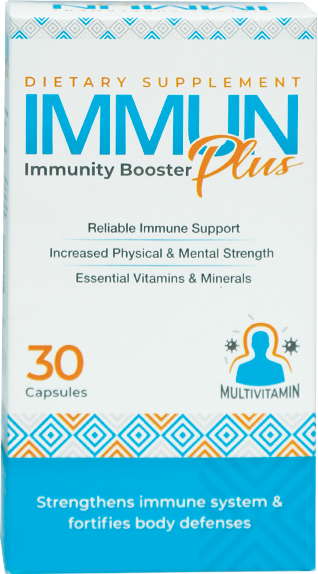 DIETARY SUPPLEMENT
IMMUN
Immunity Booster Plus
Reliable Immune Support
Increased Physical & Mental Strength
Essential Vitamins & Minerals
30
Capsules
MULTIVITAMIN
Strengthens immune system &
fortifies body defenses